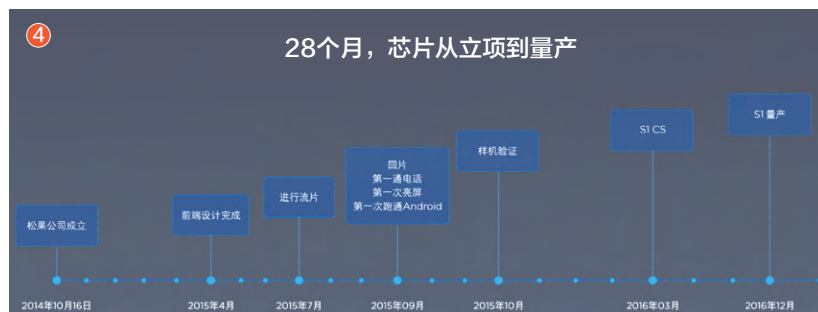 4
28个月，芯片从立项到量产
松果公司成立
前端设计完成
进行流片
回片
第一通电话
第一次亮屏
第一次跑通Android
样机验证
S1 CS
S1 量产
2014年10月16日
2015年4月
2015年7月
2015年09月
2015年10月
2016年03月
2016年12月